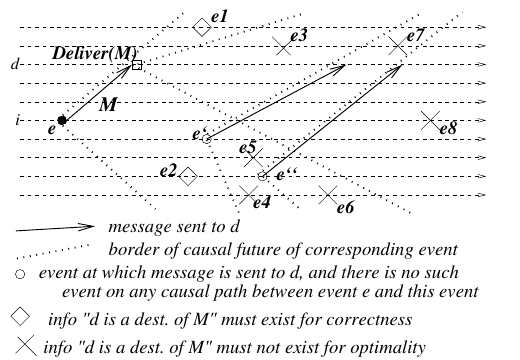 e1
e7
e3
Deliver(M)
d
M
i
e
e'
e8
e5
e2
e"
e4
e6
message sent to d
border of causal future of corresponding event
event at which message is sent to d, and there is no such
event on any causal path between event e and this event
info "d is a dest. of M" must exist for correctness
info "d is a dest. of M" must not exist for optimality